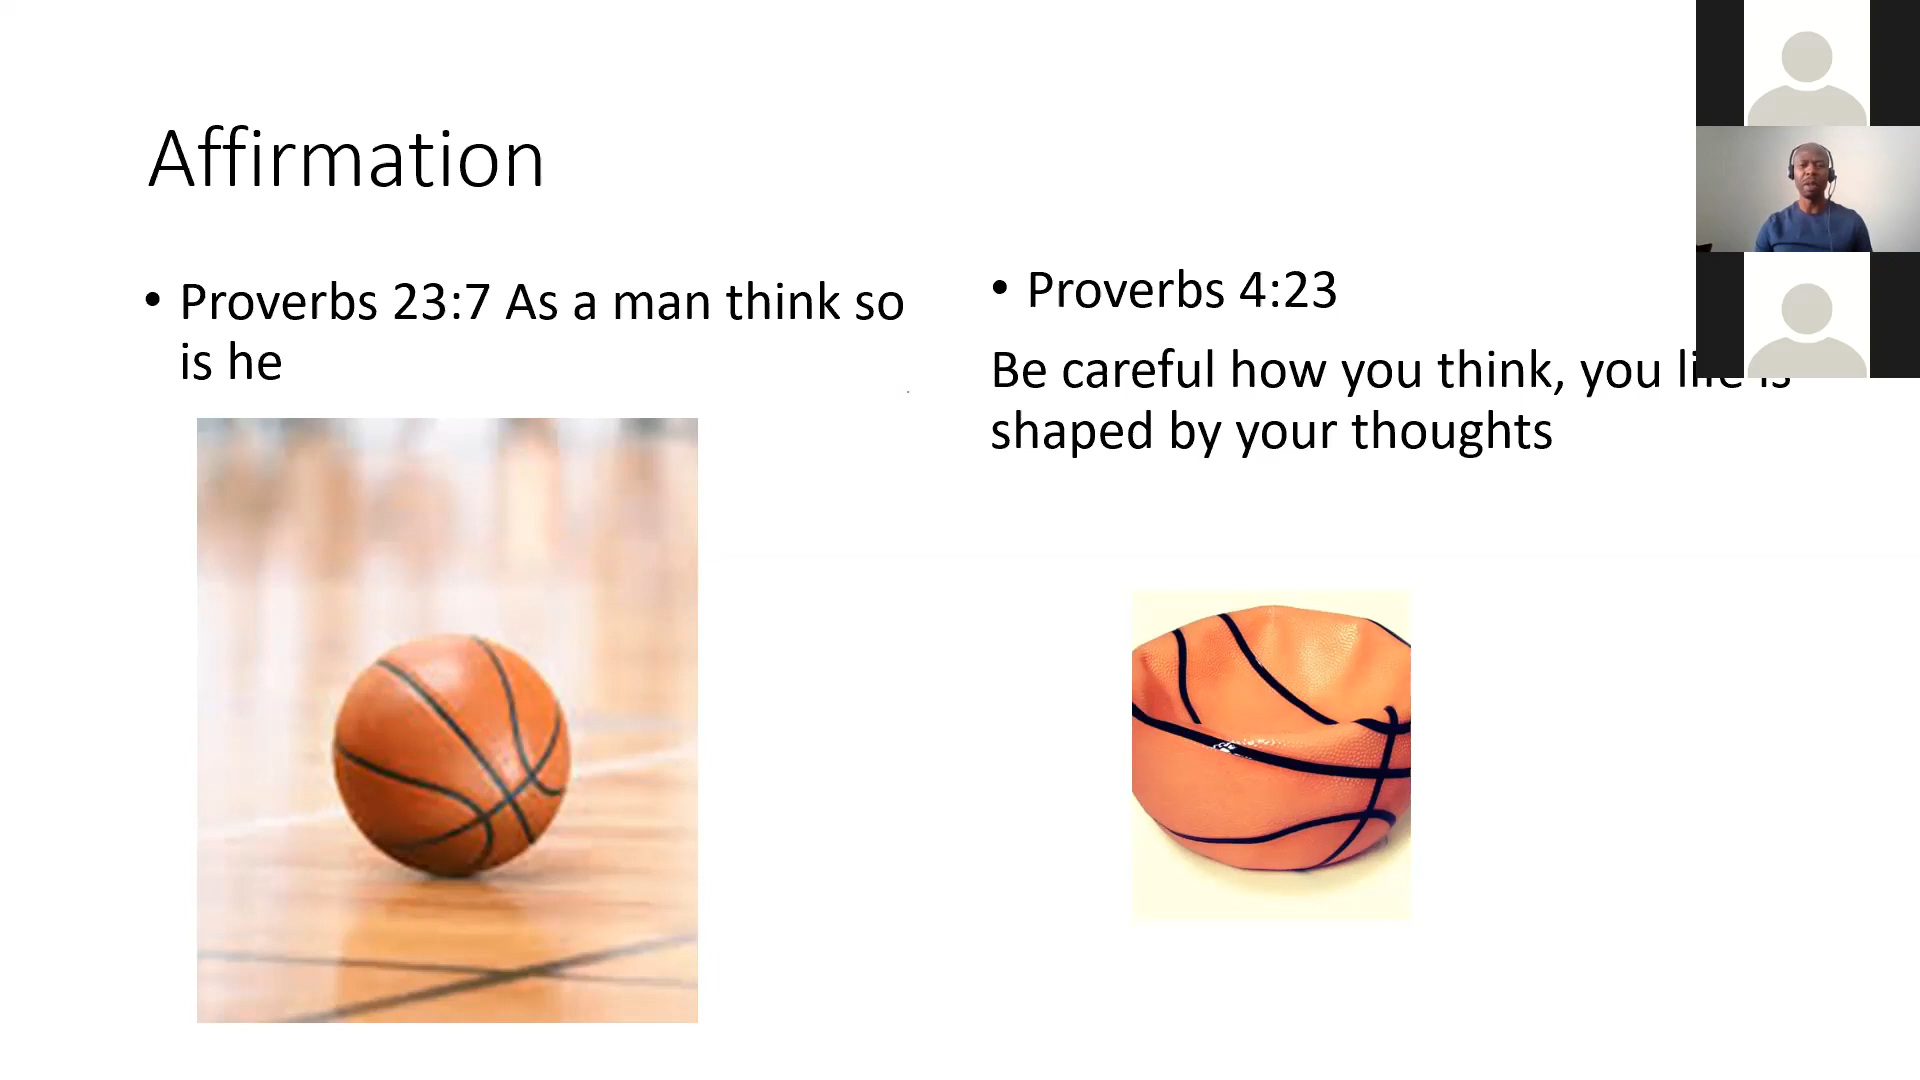 Affirmation
• Proverbs 23:7 As a man think so
is he
• Proverbs 4:23
Be careful how you think, you life is
shaped by your thoughts